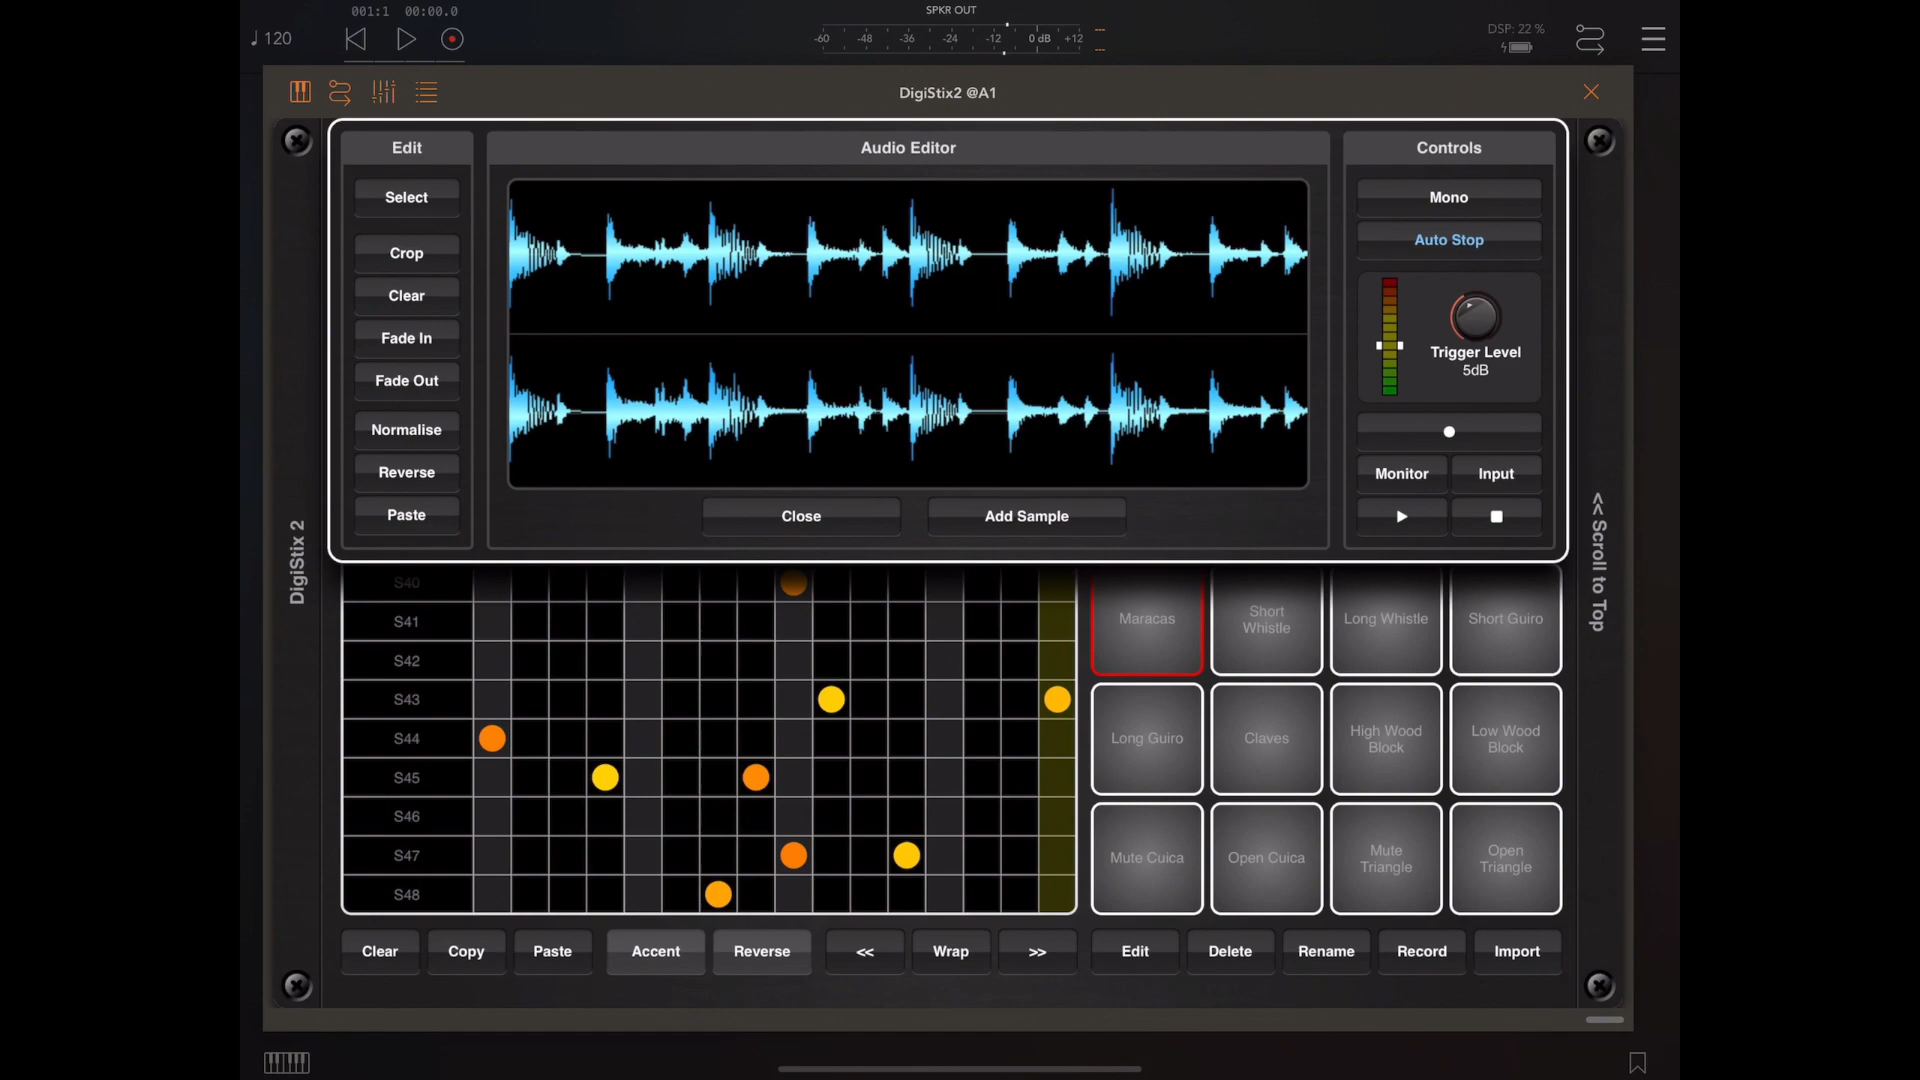 001:1 00:00.0
SPKR OUT
♩ 120
-60 -48 -36 -24 -12 0 dB +12
DSP: 22 %
DigiStix2 @A1
Edit
Select
Crop
Clear
Fade In
Fade Out
Normalise
Reverse
Paste
Audio Editor
Close
Add Sample
Controls
Mono
Auto Stop
Trigger Level
5dB
Monitor
Input
DigiStix 2
<< Scroll to Top
S40
S41
S42
S43
S44
S45
S46
S47
S48
Maracas
Short
Whistle
Long Whistle
Short Guiro
Long Guiro
Claves
High Wood
Block
Low Wood
Block
Mute Cuica
Open Cuica
Mute
Triangle
Open
Triangle
Clear
Copy
Paste
Accent
Reverse
<<
Wrap
>>
Edit
Delete
Rename
Record
Import